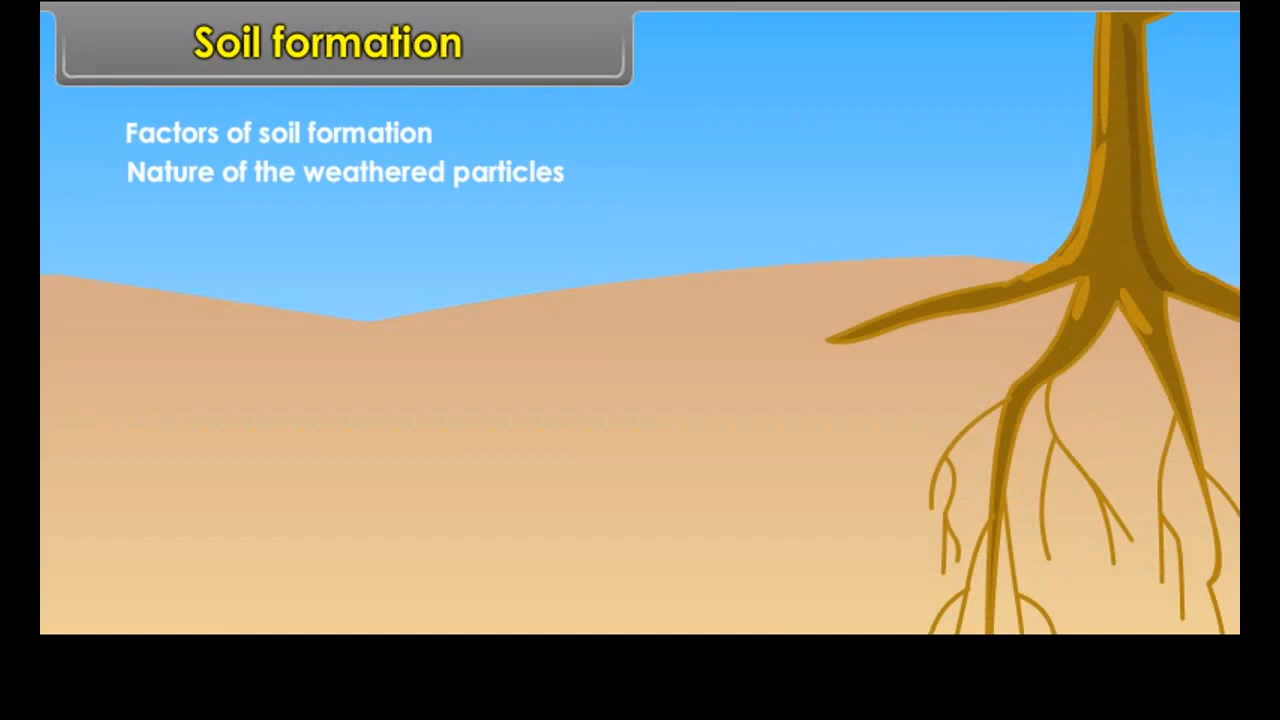 Soil formation
Factors of soil formation
Nature of the weathered particles